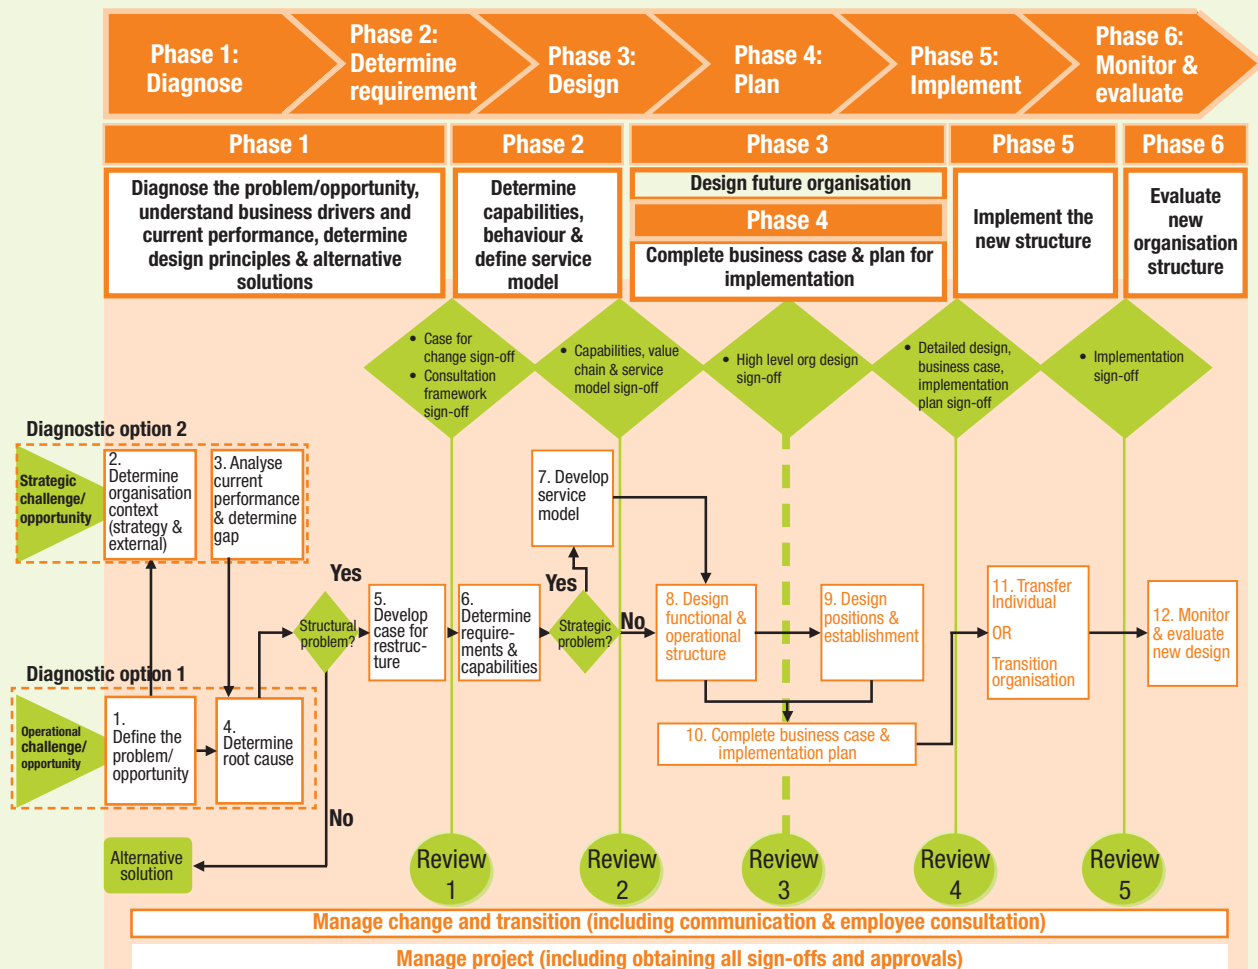 Phase 1:
Diagnose
Phase 2:
Determine
requirement
Phase 3:
Design
Phase 4:
Plan
Phase 5:
Implement
Phase 6:
Monitor &
evaluate
Phase 1
Phase 2
Phase 3
Phase 5
Phase 6
Diagnose the problem/opportunity,
understand business drivers and
current performance, determine
design principles & alternative
solutions
Determine
capabilities,
behaviour &
define service
model
Design future organisation
Phase 4
Complete business case & plan for
implementation
Implement the
new structure
Evaluate
new
organisation
structure
• Case for
change sign-off
• Consultation
framework
sign-off
• Capabilities, value
chain & service
model sign-off
• High level org design
sign-off
• Detailed design,
business case,
implementation
plan sign-off
• Implementation
sign-off
Diagnostic option 2
Strategic
challenge/
opportunity
2.
Determine
organisation
context
(strategy &
external)
3. Analyse
current
performance
& determine
gap
7. Develop
service
model
Yes
Structural
problem?
5.
Develop
case for
restruc-
ture
6.
Determine
require-
ments &
capabilities
Yes
Strategic
problem?
No
8. Design
functional &
operational
structure
9. Design
positions &
establishment
11. Transfer
Individual
OR
Transition
organisation
12. Monitor
& evaluate
new design
Diagnostic option 1
Operational
challenge/
opportunity
1.
Define the
problem/
opportunity
4.
Determine
root cause
10. Complete business case &
implementation plan
No
Alternative
solution
Review
1
Review
2
Review
3
Review
4
Review
5
Manage change and transition (including communication & employee consultation)
Manage project (including obtaining all sign-offs and approvals)